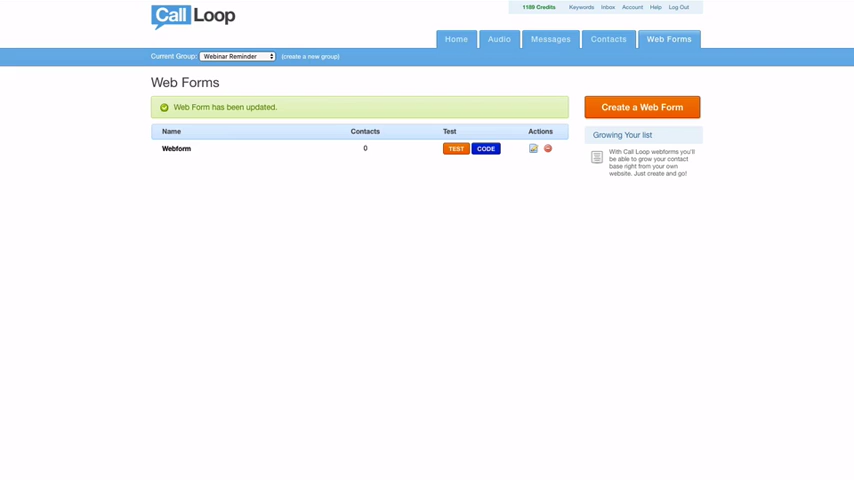 Call Loop
1189 Credits Keywords Inbox Account Help Log Out
Home Audio Messages Contacts Web Forms
Current Group: Webinar Reminder (create a new group)
Web Forms
Web Form has been updated.
Create a Web Form
Name Contacts Test Actions
Webform 0 TEST CODE
Growing Your list
With Call Loop webforms you'll
be able to grow your contact
base right from your own
website. Just create and go!